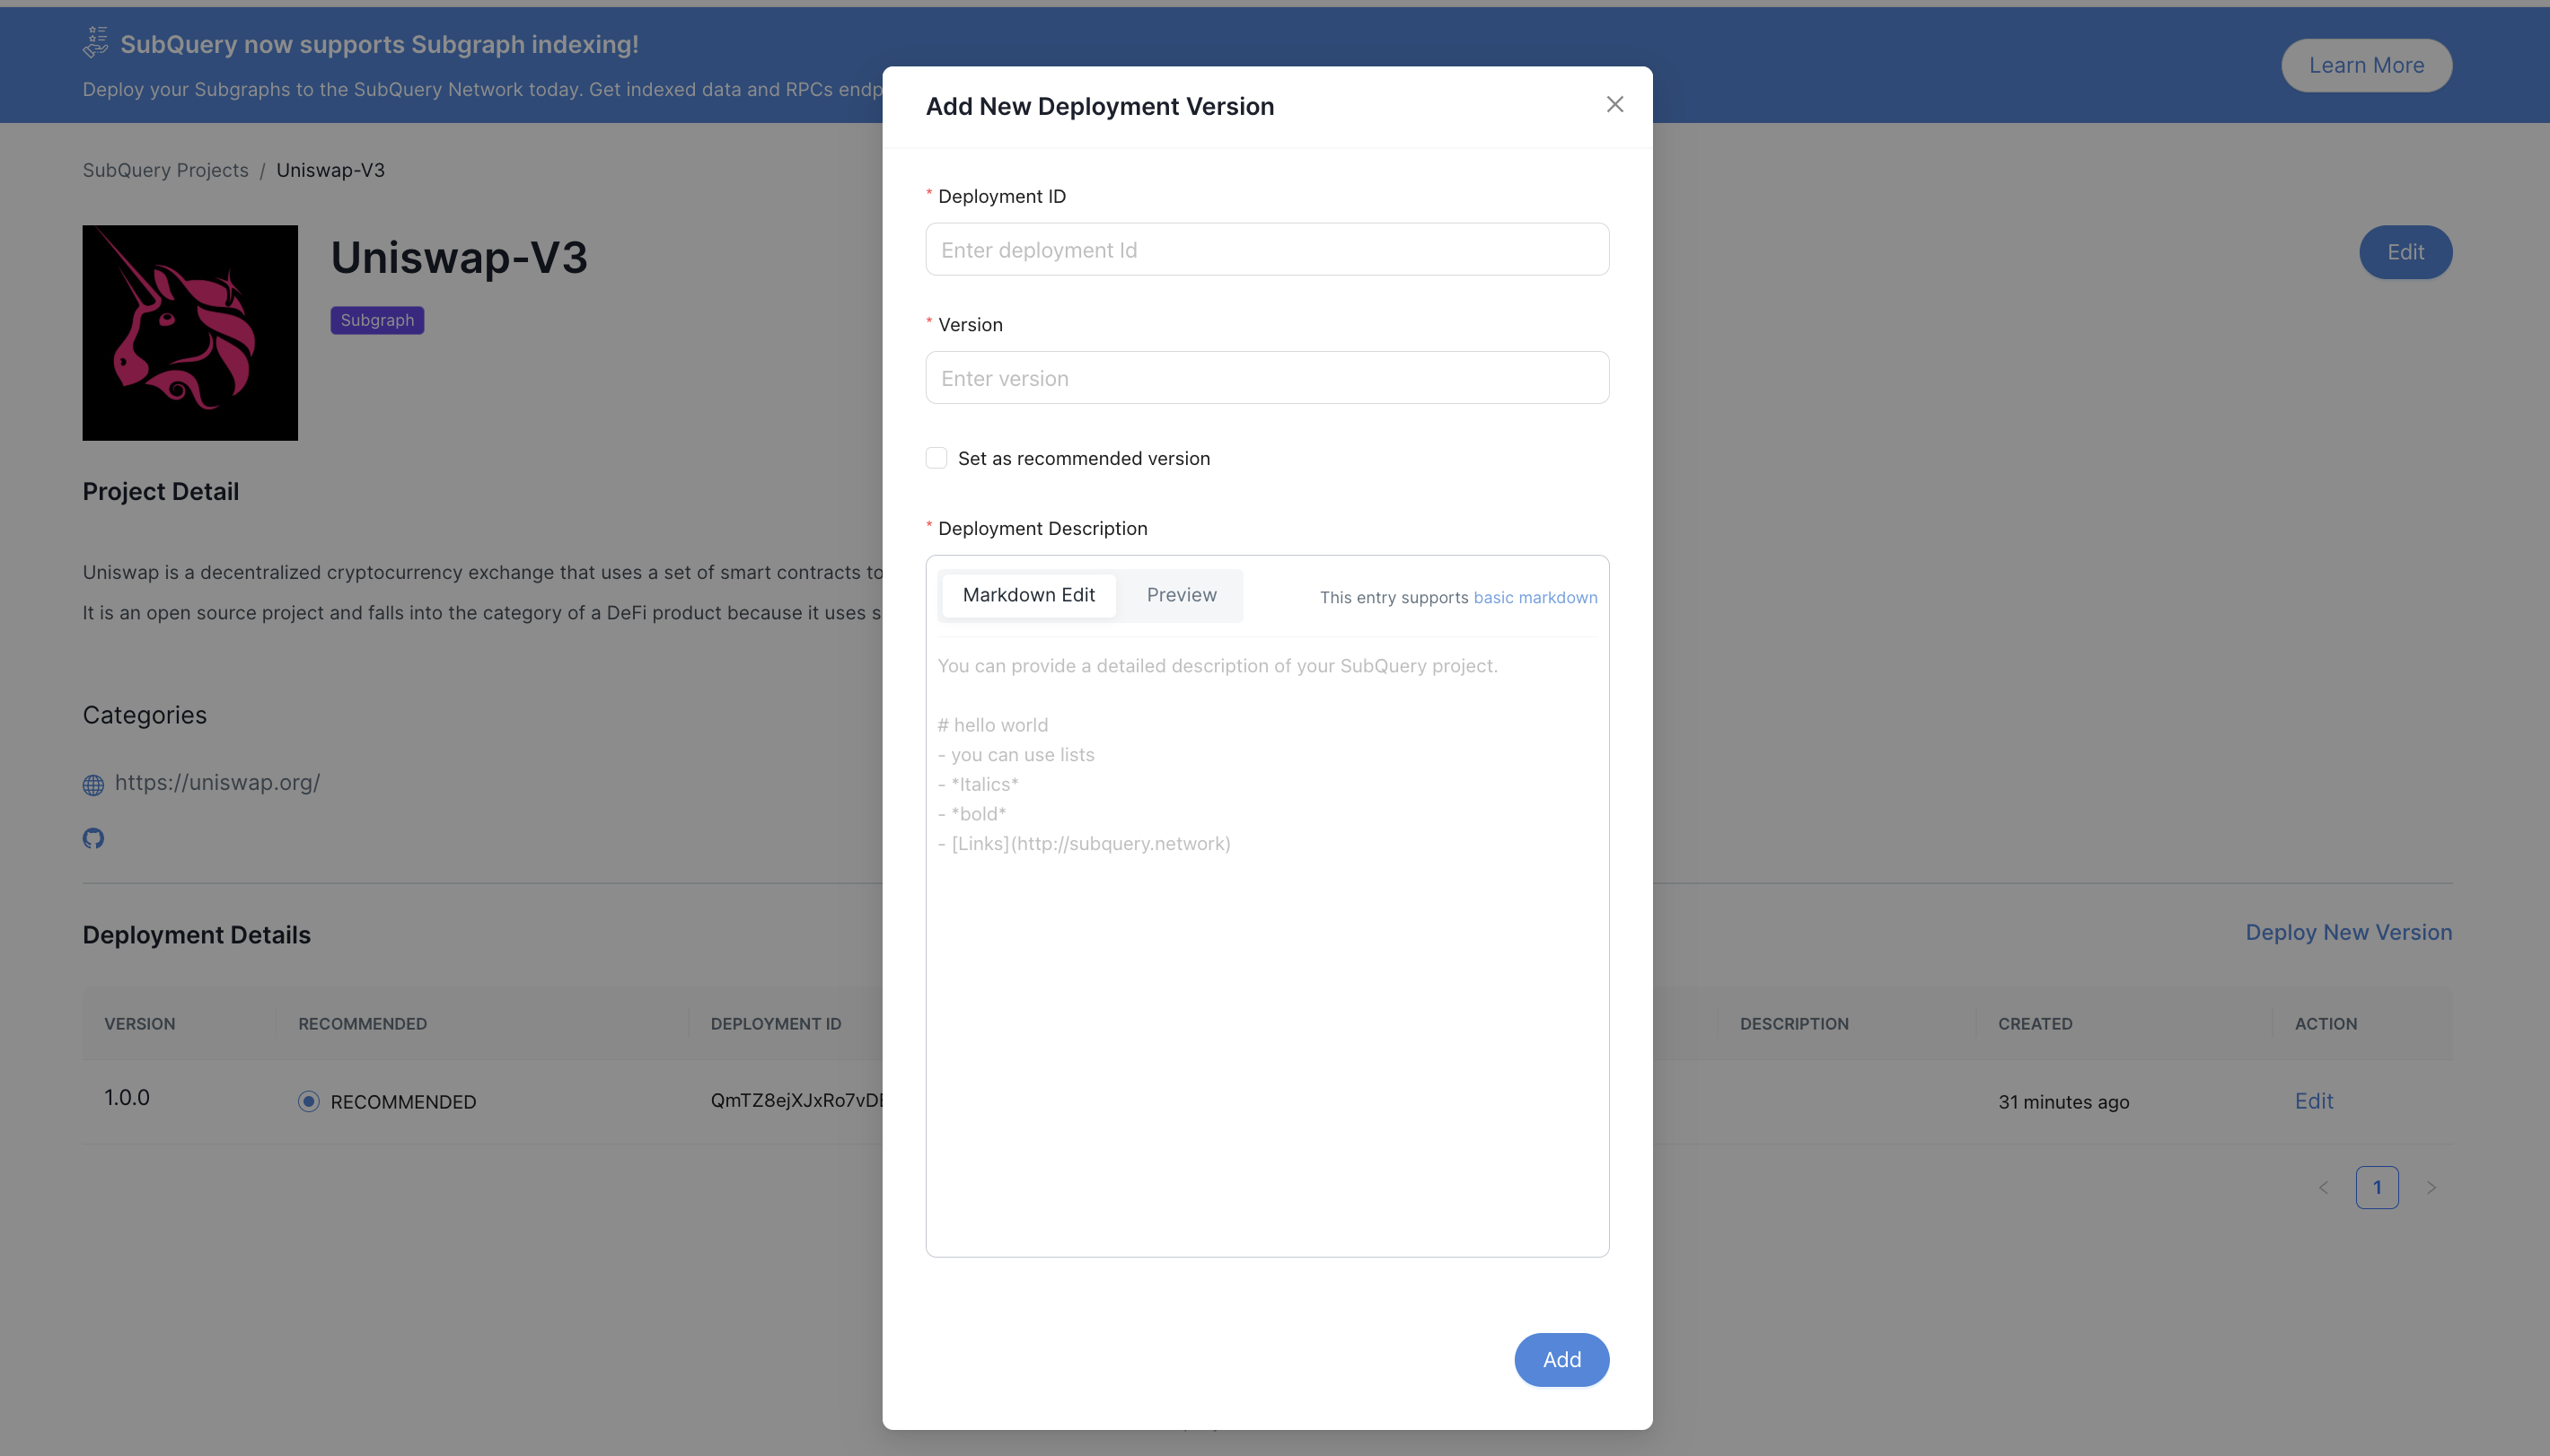 SubQuery now supports Subgraph indexing!
Deploy your Subgraphs to the SubQuery Network today. Get indexed data and RPCs endp
Learn More
SubQuery Projects / Uniswap-V3
Uniswap-V3
Subgraph
Edit
Project Detail
Uniswap is a decentralized cryptocurrency exchange that uses a set of smart contracts to
It is an open source project and falls into the category of a DeFi product because it uses s
Categories
https://uniswap.org/
Deployment Details
Deploy New Version
VERSION RECOMMENDED DEPLOYMENT ID DESCRIPTION CREATED ACTION
1.0.0 RECOMMENDED QmTZ8ejXJxRo7vDE 31 minutes ago Edit
1
Add New Deployment Version
* Deployment ID
Enter deployment Id
* Version
Enter version
Set as recommended version
* Deployment Description
Markdown Edit Preview This entry supports basic markdown
You can provide a detailed description of your SubQuery project.
# hello world
- you can use lists
- *Italics*
- *bold*
- [Links](http://subquery.network)
Add